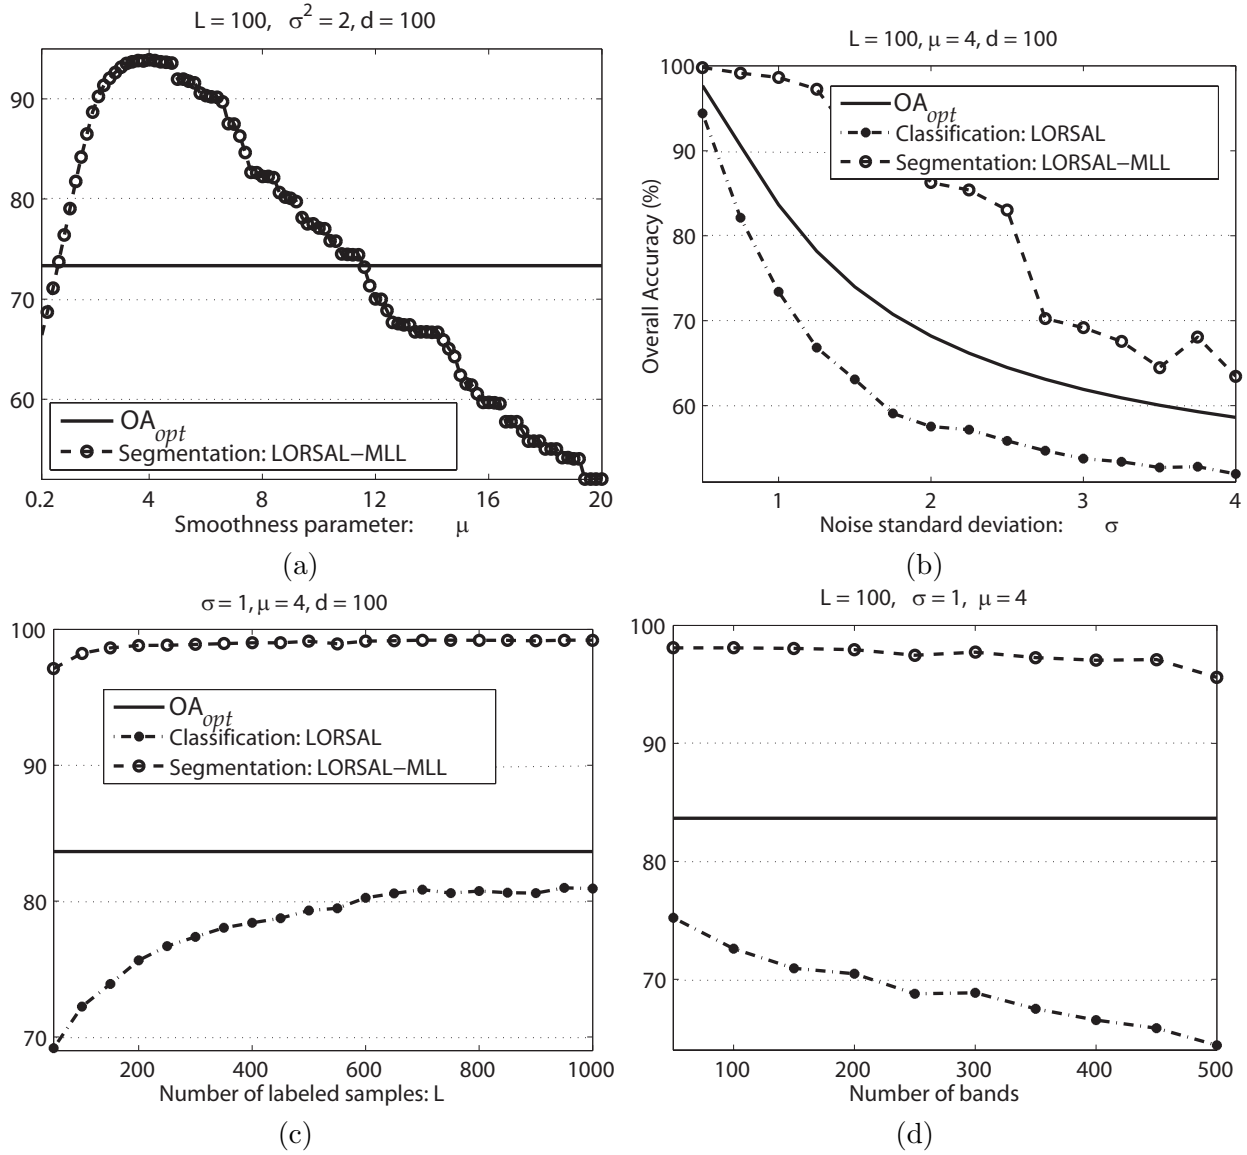 L = 100, σ² = 2, d = 100
90
80
70
60
OA_opt
Segmentation: LORSAL−MLL
0.2 4 8 12 16 20
Smoothness parameter: μ
(a)
L = 100, μ = 4, d = 100
Overall Accuracy (%)
100
90
80
70
60
OA_opt
Classification: LORSAL
Segmentation: LORSAL−MLL
1 2 3 4
Noise standard deviation: σ
(b)
σ = 1, μ = 4, d = 100
100
90
80
70
OA_opt
Classification: LORSAL
Segmentation: LORSAL−MLL
200 400 600 800 1000
Number of labeled samples: L
(c)
L = 100, σ = 1, μ = 4
100
90
80
70
100 200 300 400 500
Number of bands
(d)